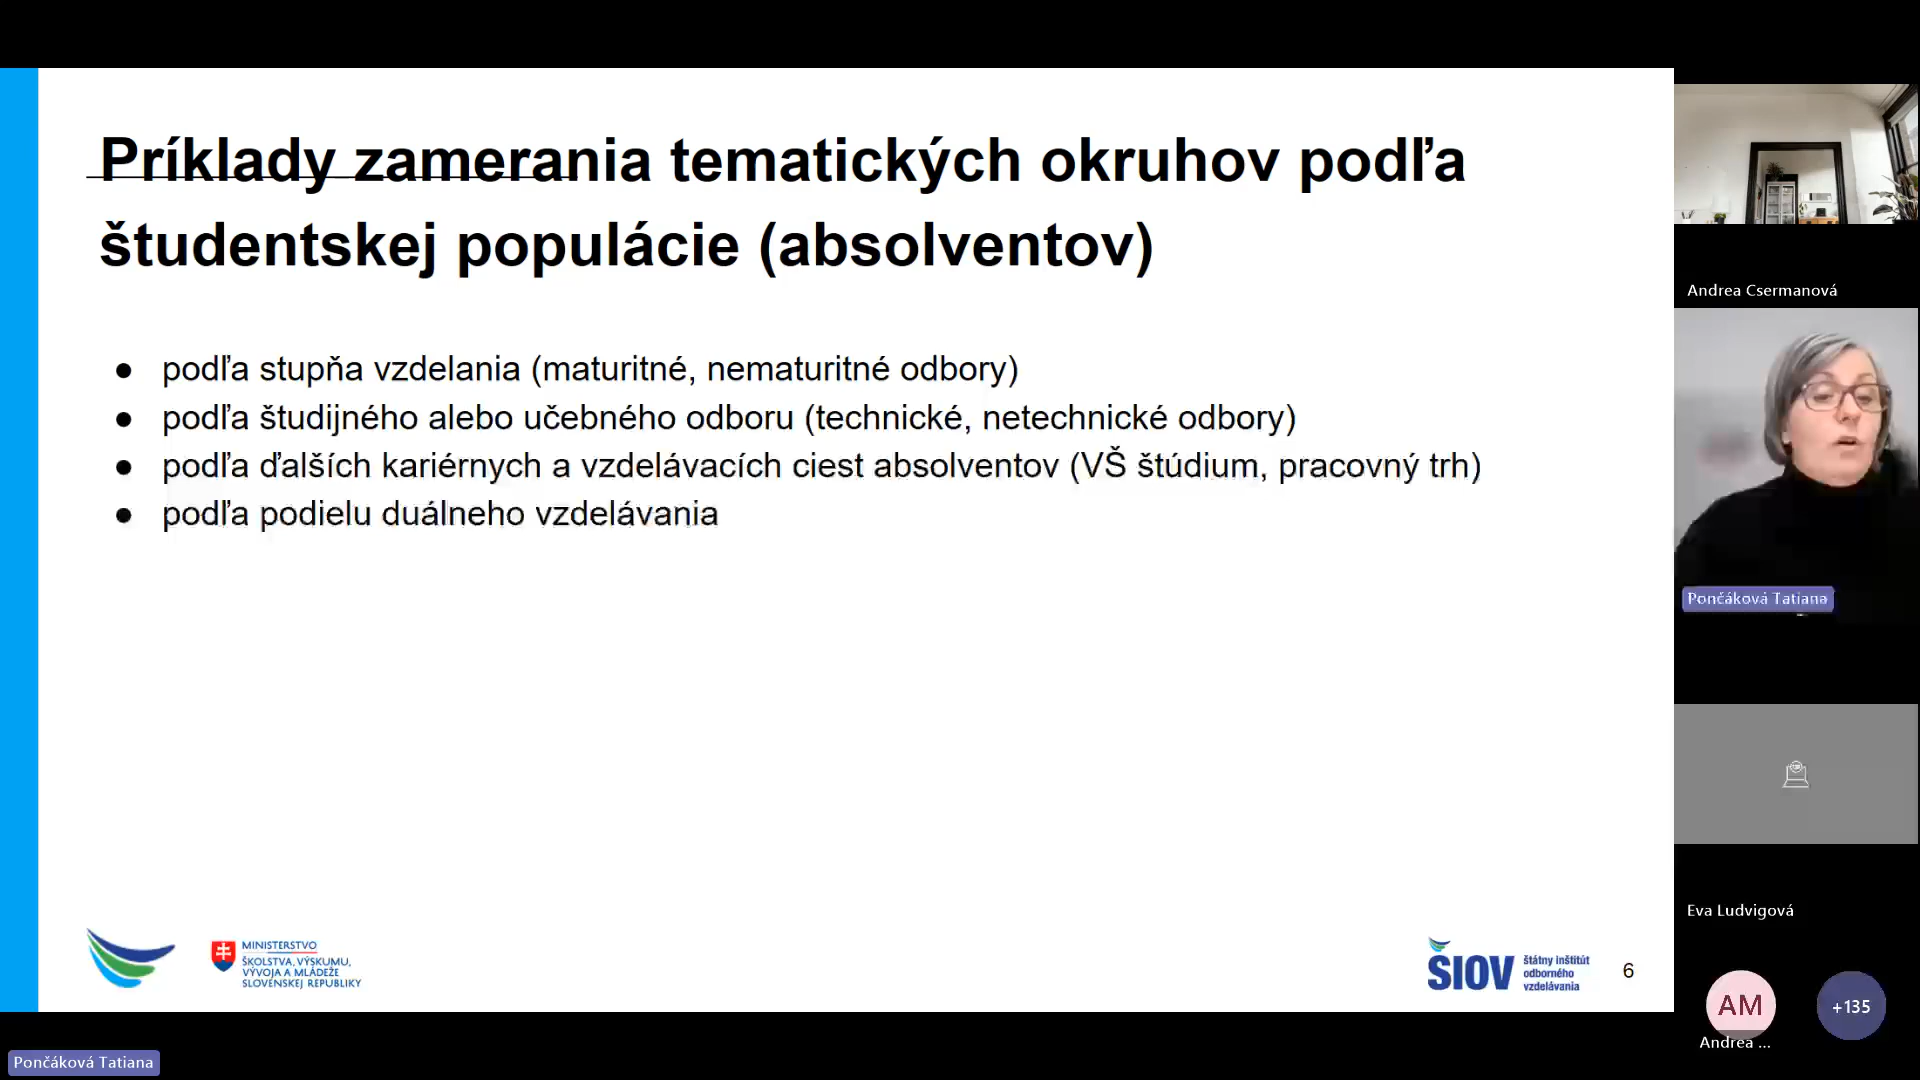 Príklady zamerania tematických okruhov podľa
študentskej populácie (absolventov)
● podľa stupňa vzdelania (maturitné, nematuritné odbory)
● podľa študijného alebo učebného odboru (technické, netechnické odbory)
● podľa ďalších kariérnych a vzdelávacích ciest absolventov (VŠ štúdium, pracovný trh)
● podľa podielu duálneho vzdelávania
MINISTERSTVO
ŠKOLSTVA, VÝSKUMU,
VÝVOJA A MLÁDEŽE
SLOVENSKEJ REPUBLIKY
ŠIOV
štátny inštitút
odborného
vzdelávania
6
Andrea Csermanová
Pončáková Tatiana
Eva Ludvigová
AM
+135
Andrea ...
Pončáková Tatiana